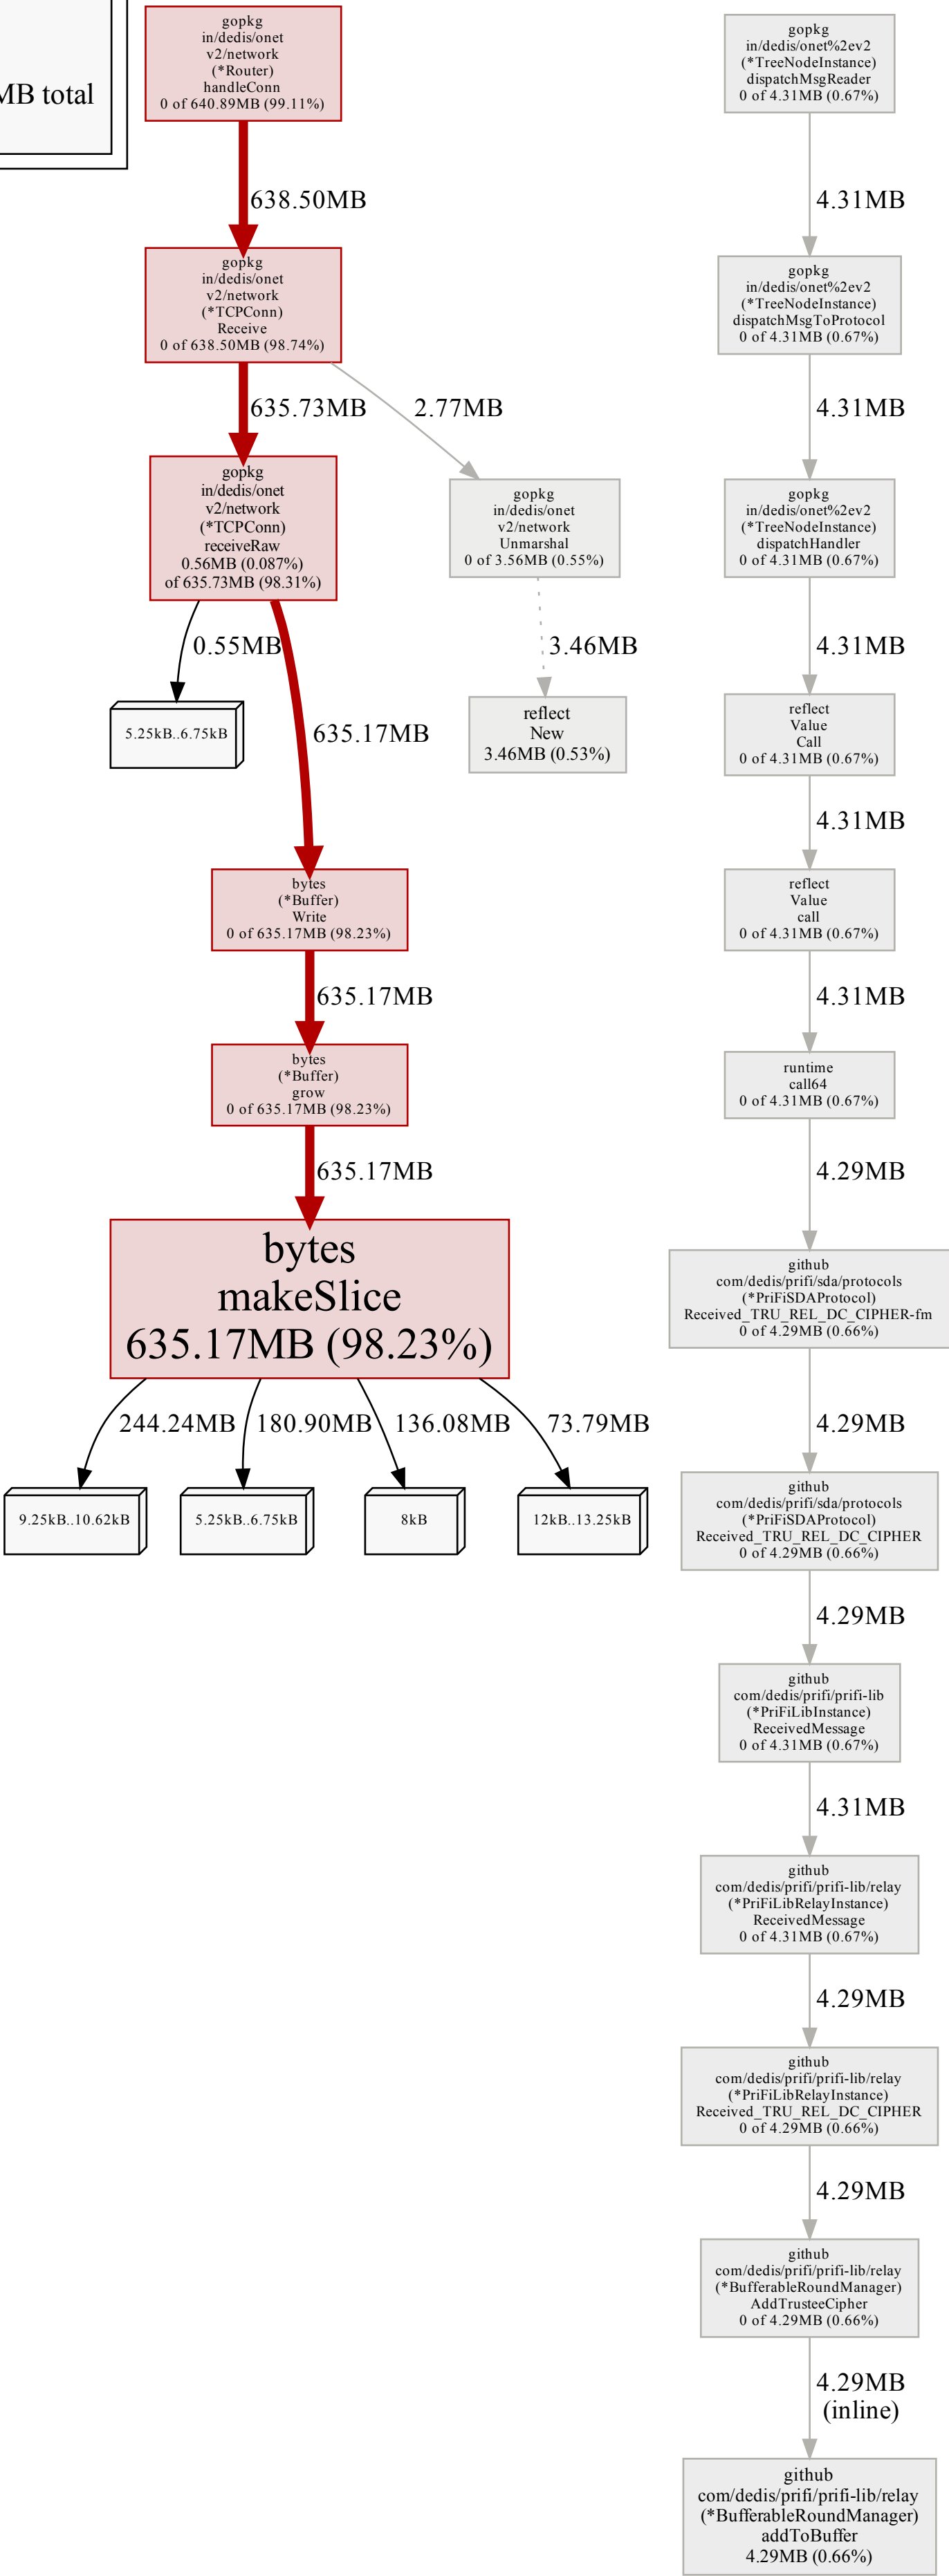 MB total
gopkg
in/dedis/onet
v2/network
(*Router)
handleConn
0 of 640.89MB (99.11%)
638.50MB
gopkg
in/dedis/onet
v2/network
(*TCPConn)
Receive
0 of 638.50MB (98.74%)
635.73MB
2.77MB
gopkg
in/dedis/onet
v2/network
(*TCPConn)
receiveRaw
0.56MB (0.087%)
of 635.73MB (98.31%)
gopkg
in/dedis/onet
v2/network
Unmarshal
0 of 3.56MB (0.55%)
0.55MB
635.17MB
3.46MB
5.25kB..6.75kB
reflect
New
3.46MB (0.53%)
bytes
(*Buffer)
Write
0 of 635.17MB (98.23%)
635.17MB
bytes
(*Buffer)
grow
0 of 635.17MB (98.23%)
635.17MB
bytes
makeSlice
635.17MB (98.23%)
244.24MB
180.90MB
136.08MB
73.79MB
9.25kB..10.62kB
5.25kB..6.75kB
8kB
12kB..13.25kB
gopkg
in/dedis/onet%2ev2
(*TreeNodeInstance)
dispatchMsgReader
0 of 4.31MB (0.67%)
4.31MB
gopkg
in/dedis/onet%2ev2
(*TreeNodeInstance)
dispatchMsgToProtocol
0 of 4.31MB (0.67%)
4.31MB
gopkg
in/dedis/onet%2ev2
(*TreeNodeInstance)
dispatchHandler
0 of 4.31MB (0.67%)
4.31MB
reflect
Value
Call
0 of 4.31MB (0.67%)
4.31MB
reflect
Value
call
0 of 4.31MB (0.67%)
4.31MB
runtime
call64
0 of 4.31MB (0.67%)
4.29MB
github
com/dedis/prifi/sda/protocols
(*PriFiSDAProtocol)
Received_TRU_REL_DC_CIPHER-fm
0 of 4.29MB (0.66%)
4.29MB
github
com/dedis/prifi/sda/protocols
(*PriFiSDAProtocol)
Received_TRU_REL_DC_CIPHER
0 of 4.29MB (0.66%)
4.29MB
github
com/dedis/prifi/prifi-lib
(*PriFiLibInstance)
ReceivedMessage
0 of 4.31MB (0.67%)
4.31MB
github
com/dedis/prifi/prifi-lib/relay
(*PriFiLibRelayInstance)
ReceivedMessage
0 of 4.31MB (0.67%)
4.29MB
github
com/dedis/prifi/prifi-lib/relay
(*PriFiLibRelayInstance)
Received_TRU_REL_DC_CIPHER
0 of 4.29MB (0.66%)
4.29MB
github
com/dedis/prifi/prifi-lib/relay
(*BufferableRoundManager)
AddTrusteeCipher
0 of 4.29MB (0.66%)
4.29MB
(inline)
github
com/dedis/prifi/prifi-lib/relay
(*BufferableRoundManager)
addToBuffer
4.29MB (0.66%)